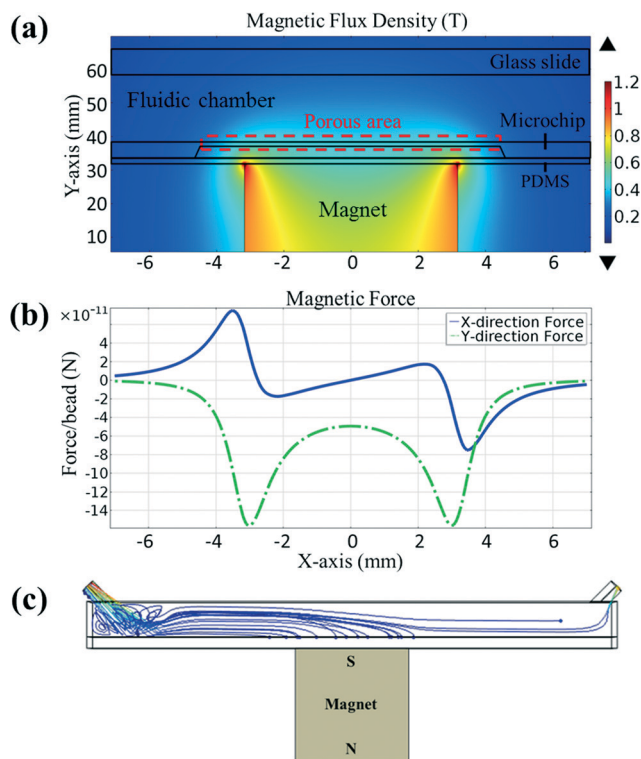 (a)
Magnetic Flux Density (T)
Glass slide
Fluidic chamber
Porous area
Microchip
PDMS
Magnet
Y-axis (mm)
60
50
40
30
20
10
-6 -4 -2 0 2 4 6
1.2
1
0.8
0.6
0.4
0.2
(b)
Magnetic Force
×10⁻¹¹
X-direction Force
Y-direction Force
Force/bead (N)
4
2
0
-2
-4
-6
-8
-10
-12
-14
-6 -4 -2 0 2 4 6
X-axis (mm)
(c)
S
Magnet
N